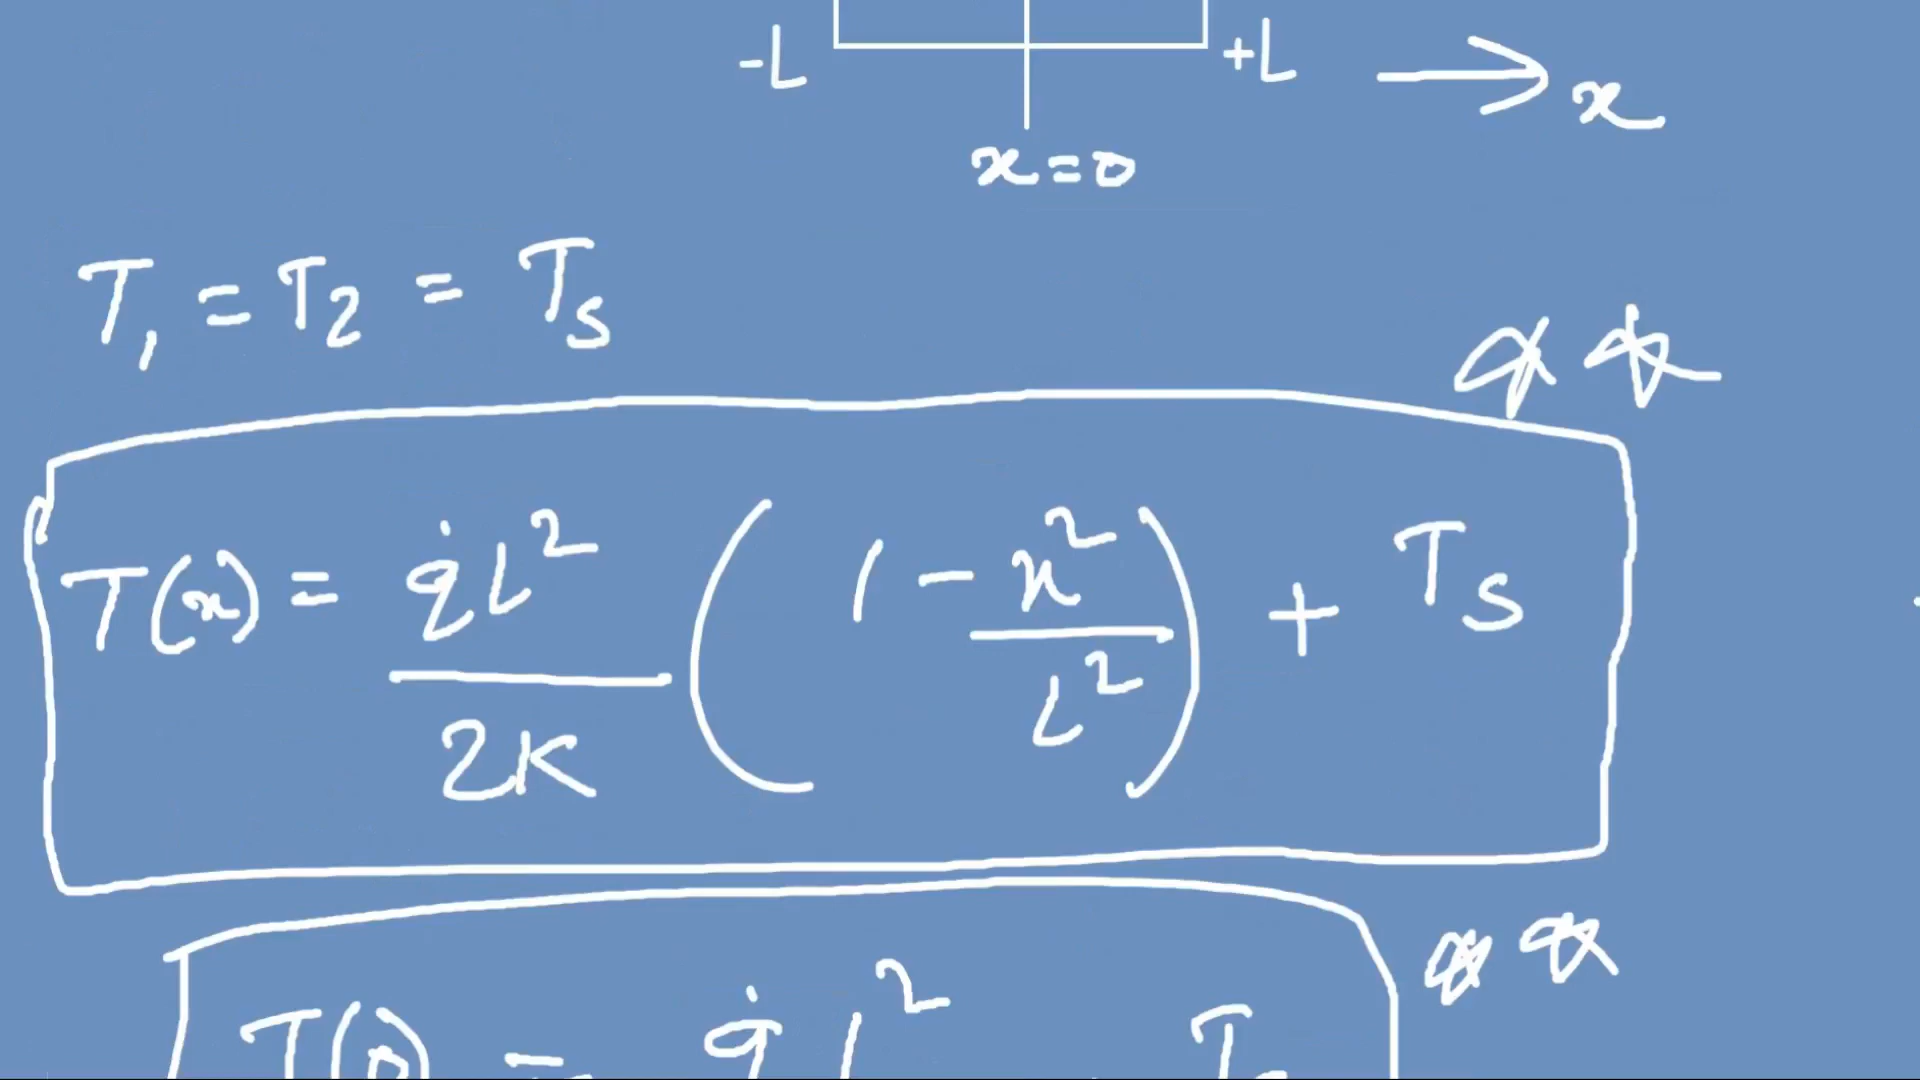 -L +L → x
x=0
T₁ = T₂ = Tₛ
T(x) = q̇L²/2K (1 - x²/L²) + Tₛ
T(0) = q̇L² Tₛ